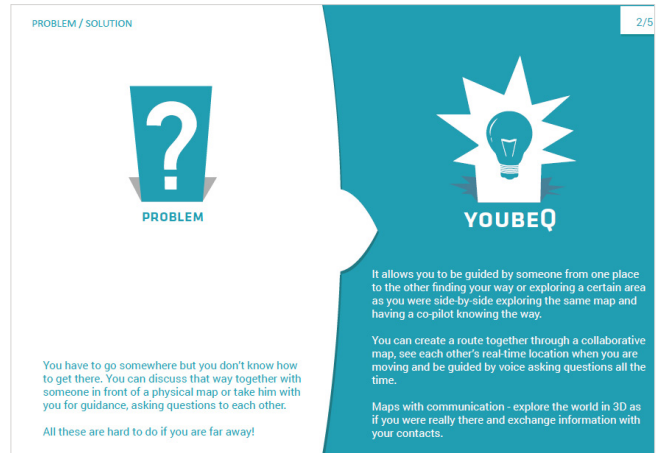 PROBLEM / SOLUTION
2/5
?
PROBLEM
You have to go somewhere but you don't know how
to get there. You can discuss that way together with
someone in front of a physical map or take him with
you for guidance, asking questions to each other.
All these are hard to do if you are far away!
YOUBEQ
It allows you to be guided by someone from one place
to the other finding your way or exploring a certain area
as you were side-by-side exploring the same map and
having a co-pilot knowing the way.
You can create a route together through a collaborative
map, see each other's real-time location when you are
moving and be guided by voice asking questions all the
time.
Maps with communication - explore the world in 3D as
if you were really there and exchange information with
your contacts.